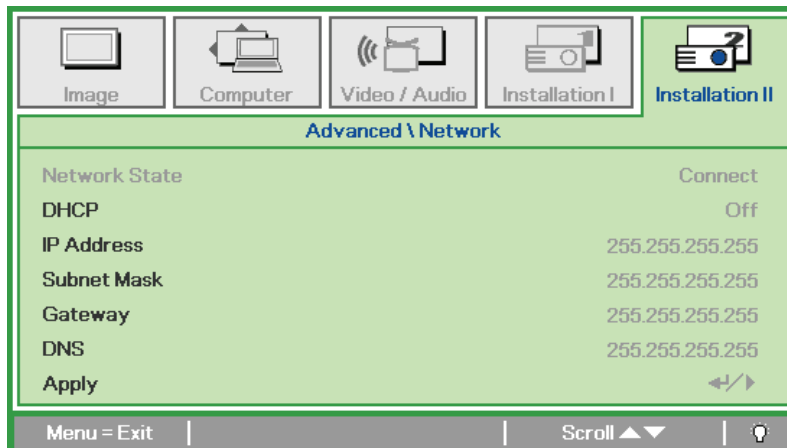 Image Computer Video / Audio Installation I Installation II
Advanced \ Network
Network State Connect
DHCP Off
IP Address 255.255.255.255
Subnet Mask 255.255.255.255
Gateway 255.255.255.255
DNS 255.255.255.255
Apply
Menu = Exit Scroll